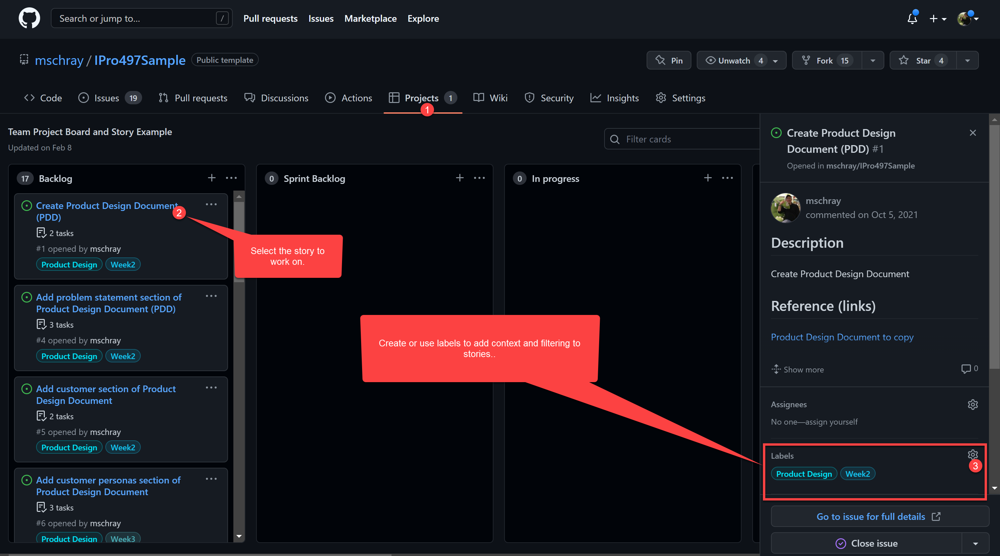 Search or jump to...
/
Pull requests
Issues
Marketplace
Explore
mschray / IPro497Sample
Public template
Pin
Unwatch 4
Fork 15
Star 4
Code
Issues 19
Pull requests
Discussions
Actions
Projects 1
Wiki
Security
Insights
Settings
1
Team Project Board and Story Example
Updated on Feb 8
Filter cards
17 Backlog
Create Product Design Document
(PDD)
2
2 tasks
#1 opened by mschray
Product Design
Week2
Add problem statement section of
Product Design Document (PDD)
3 tasks
#4 opened by mschray
Product Design
Week2
Add customer section of Product
Design Document
2 tasks
#5 opened by mschray
Product Design
Week2
Add customer personas section of
Product Design Document
3 tasks
#6 opened by mschray
Product Design
Week3
Select the story to
work on.
0 Sprint Backlog
0 In progress
Create or use labels to add context and filtering to
stories..
Create Product Design
Document (PDD) #1
Opened in mschray/IPro497Sample
mschray
commented on Oct 5, 2021
Description
Create Product Design Document
Reference (links)
Product Design Document to copy
Show more
0
Assignees
No one—assign yourself
Labels
3
Product Design
Week2
Go to issue for full details
Close issue